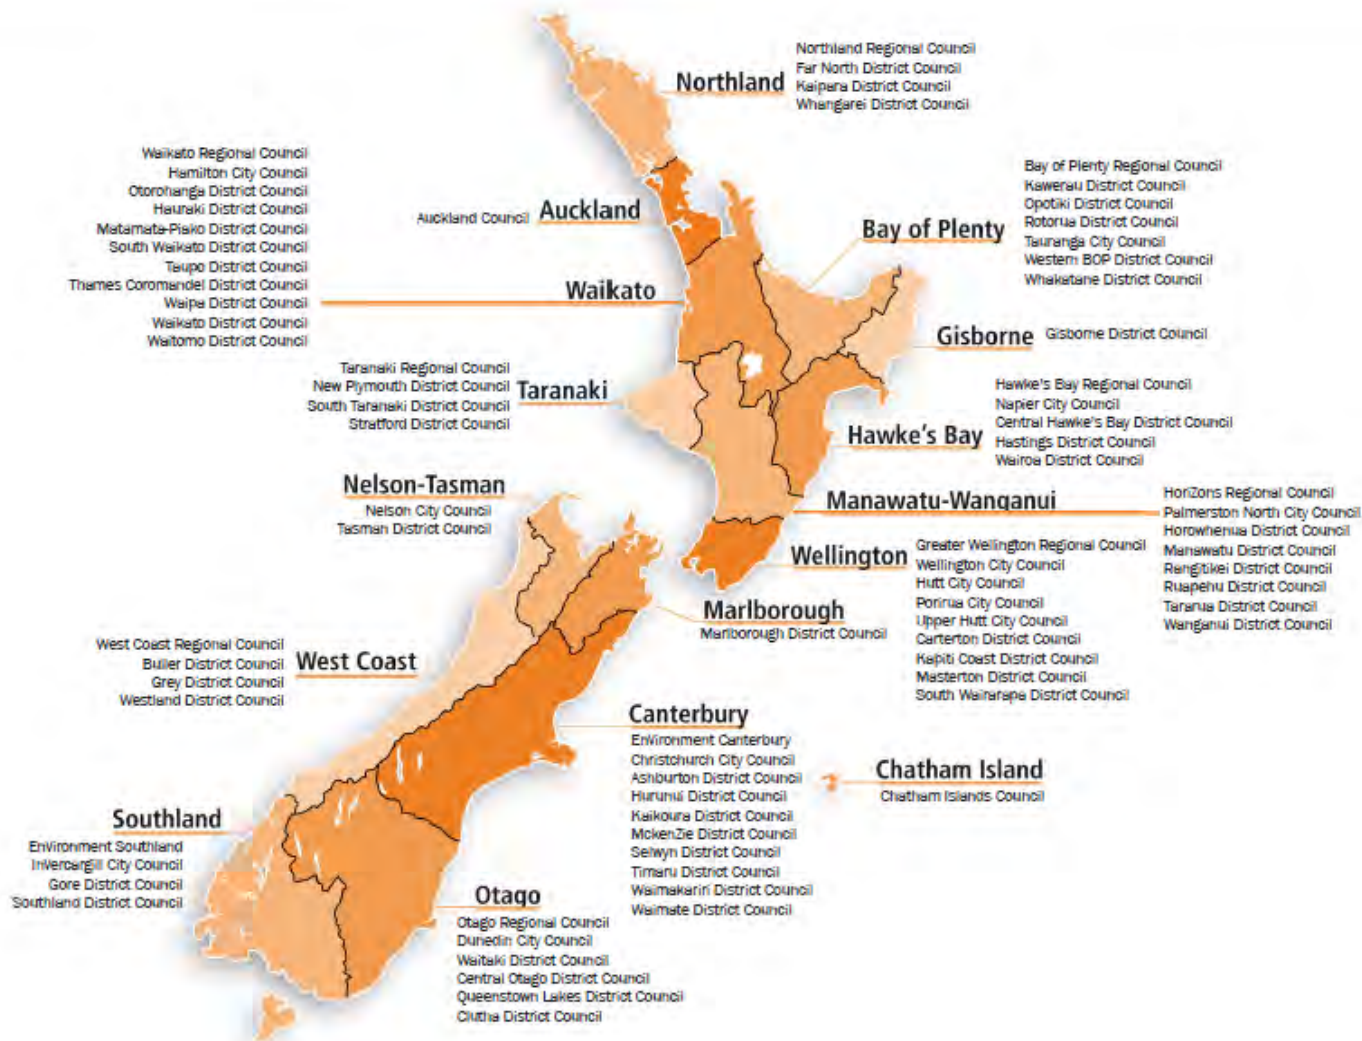 Northland
Northland Regional Council
Far North District Council
Kaipara District Council
Whangarei District Council
Waikato Regional Council
Hamilton City Council
Otorohanga District Council
Hauraki District Council
Matamata-Piako District Council
South Waikato District Council
Taupo District Council
Thames Coromandel District Council
Waipa District Council
Waikato District Council
Waitomo District Council
Waikato
Auckland Council
Auckland
Bay of Plenty
Bay of Plenty Regional Council
Kawerau District Council
Opotiki District Council
Rotorua District Council
Tauranga City Council
Western BOP District Council
Whakatane District Council
Gisborne
Gisborne District Council
Taranaki Regional Council
New Plymouth District Council
South Taranaki District Council
Stratford District Council
Taranaki
Hawke's Bay
Hawke's Bay Regional Council
Napier City Council
Central Hawke's Bay District Council
Hastings District Council
Wairoa District Council
Nelson-Tasman
Nelson City Council
Tasman District Council
Manawatu-Wanganui
HoriZons Regional Council
Palmerston North City Council
Horowhenua District Council
Manawatu District Council
Rangitikei District Council
Ruapehu District Council
Tararua District Council
Wanganui District Council
Wellington
Greater Wellington Regional Council
Wellington City Council
Hutt City Council
Porirua City Council
Upper Hutt City Council
Carterton District Council
Kapiti Coast District Council
Masterton District Council
South Wairarapa District Council
Marlborough
Marlborough District Council
West Coast Regional Council
Buller District Council
Grey District Council
Westland District Council
West Coast
Canterbury
Environment Canterbury
Christchurch City Council
Ashburton District Council
Hurunui District Council
Kaikoura District Council
MckenZie District Council
Selwyn District Council
Timaru District Council
Waimakariri District Council
Waimate District Council
Chatham Island
Chatham Islands Council
Southland
Environment Southland
Invercargill City Council
Gore District Council
Southland District Council
Otago
Otago Regional Council
Dunedin City Council
Waitaki District Council
Central Otago District Council
Queenstown Lakes District Council
Clutha District Council